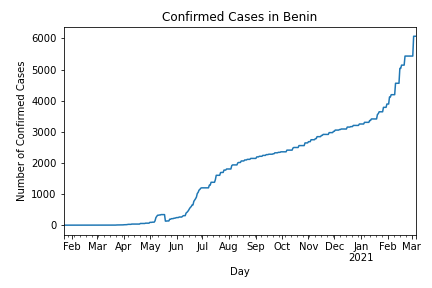 Confirmed Cases in Benin
Number of Confirmed Cases
6000
5000
4000
3000
2000
1000
0
Feb Mar Apr May Jun Jul Aug Sep Oct Nov Dec Jan Feb Mar
2021
Day